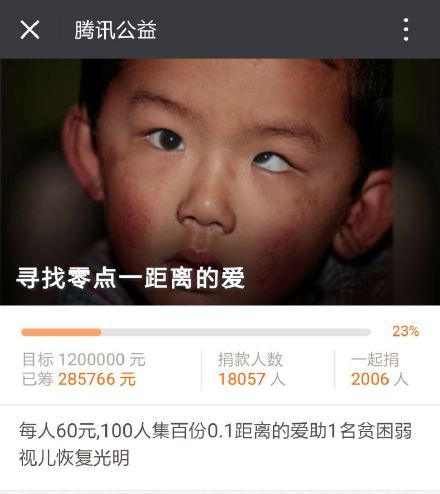 腾讯公益
寻找零点一距离的爱
23%
目标 1200000 元
已筹 285766 元
捐款人数
18057 人
一起捐
2006 人
每人60元,100人集百份0.1距离的爱助1名贫困弱
视儿恢复光明